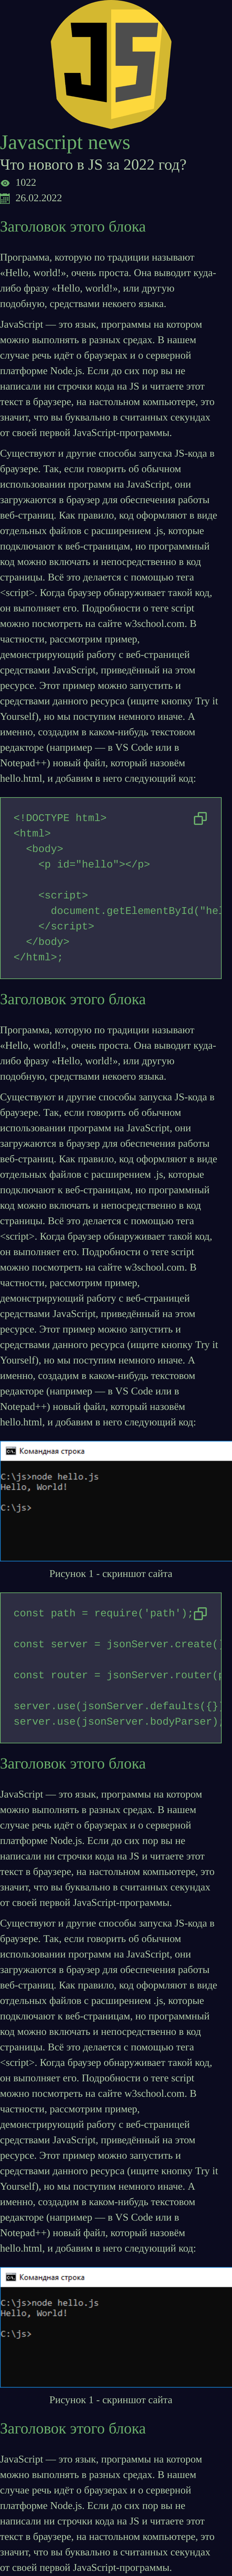 JS
Javascript news
Что нового в JS за 2022 год?
1022
26.02.2022
Заголовок этого блока
Программа, которую по традиции называют
«Hello, world!», очень проста. Она выводит куда-
либо фразу «Hello, world!», или другую
подобную, средствами некоего языка.
JavaScript — это язык, программы на котором
можно выполнять в разных средах. В нашем
случае речь идёт о браузерах и о серверной
платформе Node.js. Если до сих пор вы не
написали ни строчки кода на JS и читаете этот
текст в браузере, на настольном компьютере, это
значит, что вы буквально в считанных секундах
от своей первой JavaScript-программы.
Существуют и другие способы запуска JS-кода в
браузере. Так, если говорить об обычном
использовании программ на JavaScript, они
загружаются в браузер для обеспечения работы
веб-страниц. Как правило, код оформляют в виде
отдельных файлов с расширением .js, которые
подключают к веб-страницам, но программный
код можно включать и непосредственно в код
страницы. Всё это делается с помощью тега
<script>. Когда браузер обнаруживает такой код,
он выполняет его. Подробности о теге script
можно посмотреть на сайте w3school.com. В
частности, рассмотрим пример,
демонстрирующий работу с веб-страницей
средствами JavaScript, приведённый на этом
ресурсе. Этот пример можно запустить и
средствами данного ресурса (ищите кнопку Try it
Yourself), но мы поступим немного иначе. А
именно, создадим в каком-нибудь текстовом
редакторе (например — в VS Code или в
Notepad++) новый файл, который назовём
hello.html, и добавим в него следующий код:
<!DOCTYPE html>
<html>
<body>
<p id="hello"></p>
<script>
document.getElementById("hel
</script>
</body>
</html>;
Заголовок этого блока
Программа, которую по традиции называют
«Hello, world!», очень проста. Она выводит куда-
либо фразу «Hello, world!», или другую
подобную, средствами некоего языка.
Существуют и другие способы запуска JS-кода в
браузере. Так, если говорить об обычном
использовании программ на JavaScript, они
загружаются в браузер для обеспечения работы
веб-страниц. Как правило, код оформляют в виде
отдельных файлов с расширением .js, которые
подключают к веб-страницам, но программный
код можно включать и непосредственно в код
страницы. Всё это делается с помощью тега
<script>. Когда браузер обнаруживает такой код,
он выполняет его. Подробности о теге script
можно посмотреть на сайте w3school.com. В
частности, рассмотрим пример,
демонстрирующий работу с веб-страницей
средствами JavaScript, приведённый на этом
ресурсе. Этот пример можно запустить и
средствами данного ресурса (ищите кнопку Try it
Yourself), но мы поступим немного иначе. А
именно, создадим в каком-нибудь текстовом
редакторе (например — в VS Code или в
Notepad++) новый файл, который назовём
hello.html, и добавим в него следующий код:
Командная строка
C:\js>node hello.js
Hello, World!
C:\js>
Рисунок 1 - скриншот сайта
const path = require('path');
const server = jsonServer.create()
const router = jsonServer.router(p
server.use(jsonServer.defaults({})
server.use(jsonServer.bodyParser);
Заголовок этого блока
JavaScript — это язык, программы на котором
можно выполнять в разных средах. В нашем
случае речь идёт о браузерах и о серверной
платформе Node.js. Если до сих пор вы не
написали ни строчки кода на JS и читаете этот
текст в браузере, на настольном компьютере, это
значит, что вы буквально в считанных секундах
от своей первой JavaScript-программы.
Существуют и другие способы запуска JS-кода в
браузере. Так, если говорить об обычном
использовании программ на JavaScript, они
загружаются в браузер для обеспечения работы
веб-страниц. Как правило, код оформляют в виде
отдельных файлов с расширением .js, которые
подключают к веб-страницам, но программный
код можно включать и непосредственно в код
страницы. Всё это делается с помощью тега
<script>. Когда браузер обнаруживает такой код,
он выполняет его. Подробности о теге script
можно посмотреть на сайте w3school.com. В
частности, рассмотрим пример,
демонстрирующий работу с веб-страницей
средствами JavaScript, приведённый на этом
ресурсе. Этот пример можно запустить и
средствами данного ресурса (ищите кнопку Try it
Yourself), но мы поступим немного иначе. А
именно, создадим в каком-нибудь текстовом
редакторе (например — в VS Code или в
Notepad++) новый файл, который назовём
hello.html, и добавим в него следующий код:
Командная строка
C:\js>node hello.js
Hello, World!
C:\js>
Рисунок 1 - скриншот сайта
Заголовок этого блока
JavaScript — это язык, программы на котором
можно выполнять в разных средах. В нашем
случае речь идёт о браузерах и о серверной
платформе Node.js. Если до сих пор вы не
написали ни строчки кода на JS и читаете этот
текст в браузере, на настольном компьютере, это
значит, что вы буквально в считанных секундах
от своей первой JavaScript-программы.